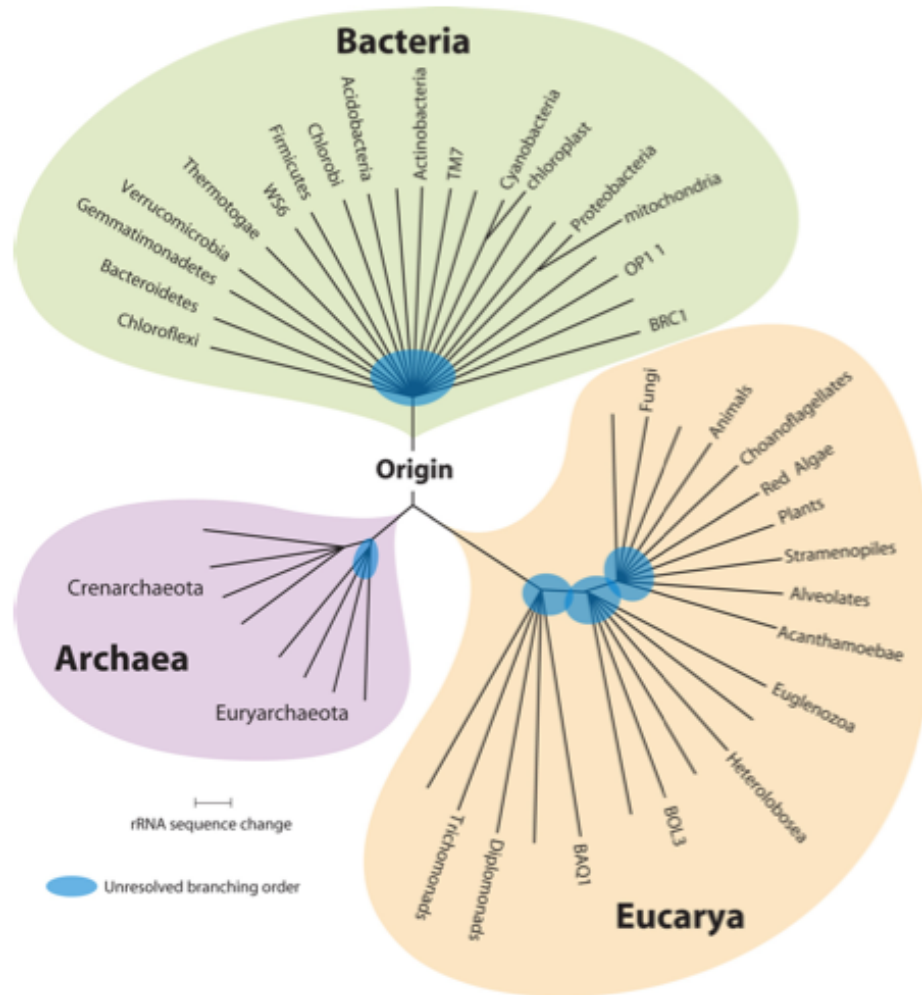 Bacteria
Chloroflexi
Bacteroidetes
Gemmatimonadetes
Verrucomicrobia
Thermotogae
WS6
Firmicutes
Chlorobi
Acidobacteria
Actinobacteria
TM7
Cyanobacteria
chloroplast
Proteobacteria
mitochondria
OP1 1
BRC1
Origin
Fungi
Animals
Choanoflagellates
Red Algae
Plants
Stramenopiles
Alveolates
Acanthamoebae
Euglenozoa
Heterolobosea
BOL3
BAQ1
Diplomonads
Trichomonads
Eucarya
Crenarchaeota
Archaea
Euryarchaeota
rRNA sequence change
Unresolved branching order